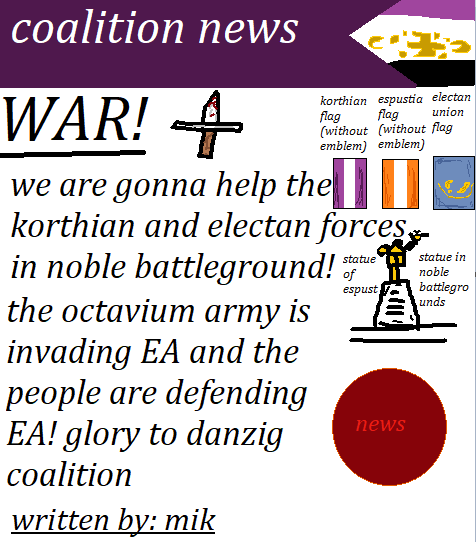 coalition news
WAR!
korthian
flag
(without
emblem)
espustia
flag
(without
emblem)
electan
union
flag
we are gonna help the
korthian and electan forces
in noble battleground!
the octavium army is
invading EA and the
people are defending
EA! glory to danzig
coalition
written by: mik
statue
of
espust
statue in
noble
battlegro
unds
news